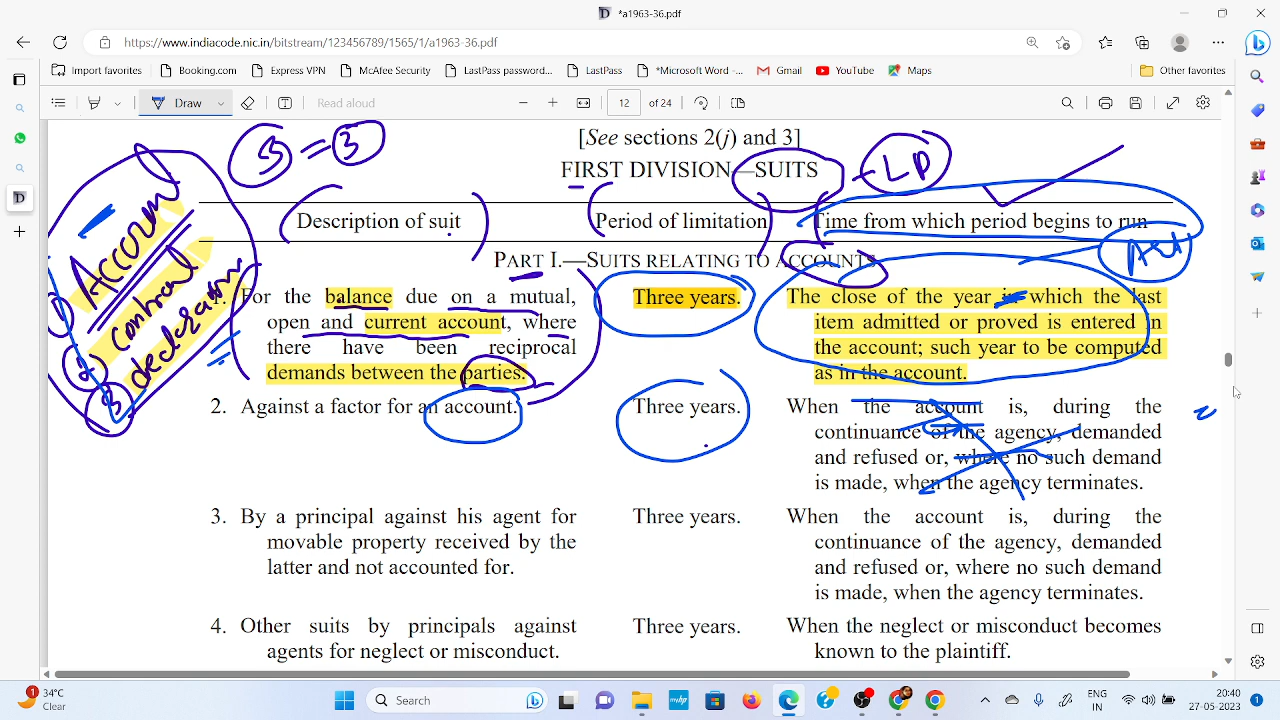 *a1963-36.pdf
https://www.indiacode.nic.in/bitstream/123456789/1565/1/a1963-36.pdf
Import favorites Booking.com Express VPN McAfee Security LastPass password... LastPass *Microsoft Word -... Gmail YouTube Maps Other favorites
Draw Read aloud 12 of 24
[See sections 2(j) and 3]
3 = 3
FIRST DIVISION—SUITS - LP
Description of suit Period of limitation Time from which period begins to run
PART I.—SUITS RELATING TO ACCOUNTS
1. For the balance due on a mutual, Three years. The close of the year in which the last
open and current account, where item admitted or proved is entered in
there have been reciprocal the account; such year to be computed
demands between the parties. as in the account.
2. Against a factor for an account. Three years. When the account is, during the
continuance of the agency, demanded
and refused or, where no such demand
is made, when the agency terminates.
3. By a principal against his agent for Three years. When the account is, during the
movable property received by the continuance of the agency, demanded
latter and not accounted for. and refused or, where no such demand
is made, when the agency terminates.
4. Other suits by principals against Three years. When the neglect or misconduct becomes
agents for neglect or misconduct. known to the plaintiff.
1
2
3 declaration
34°C
Clear
Search
ENG
IN
20:40
27-05-2023
1